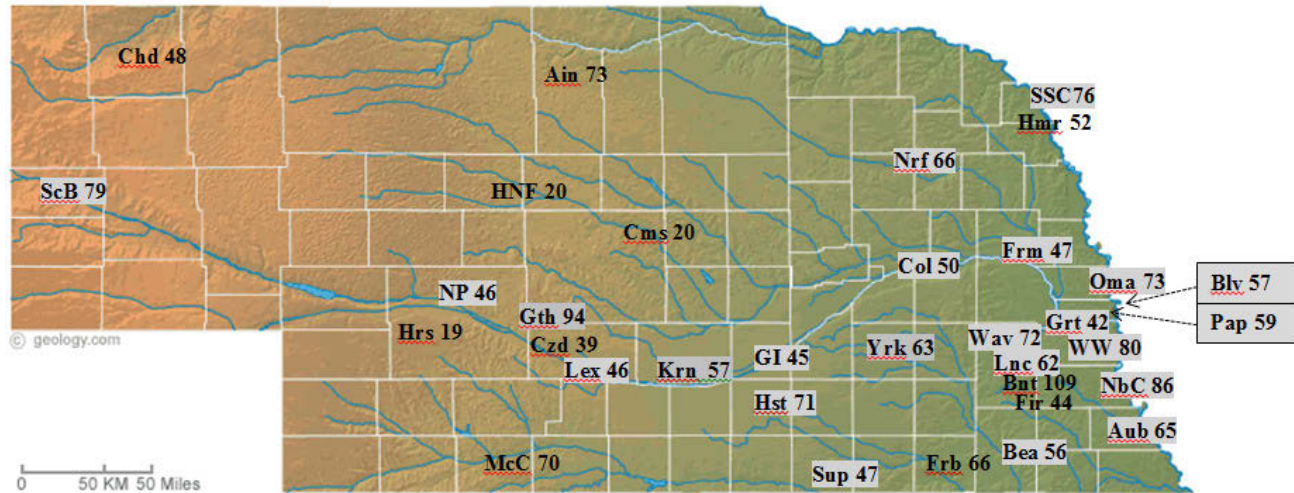 Chd 48
Ain 73
SSC76
Hmr 52
Nrf 66
ScB 79
HNF 20
Cms 20
Frm 47
Col 50
Oma 73
Blv 57
NP 46
Gth 94
Grt 42
Pap 59
Hrs 19
Czd 39
GI 45
Yrk 63
Wav 72
WW 80
© geology.com
Lex 46
Krn 57
Lnc 62
Bnt 109
NbC 86
Hst 71
Fir 44
Aub 65
McC 70
Sup 47
Frb 66
Bea 56
0 50 KM 50 Miles